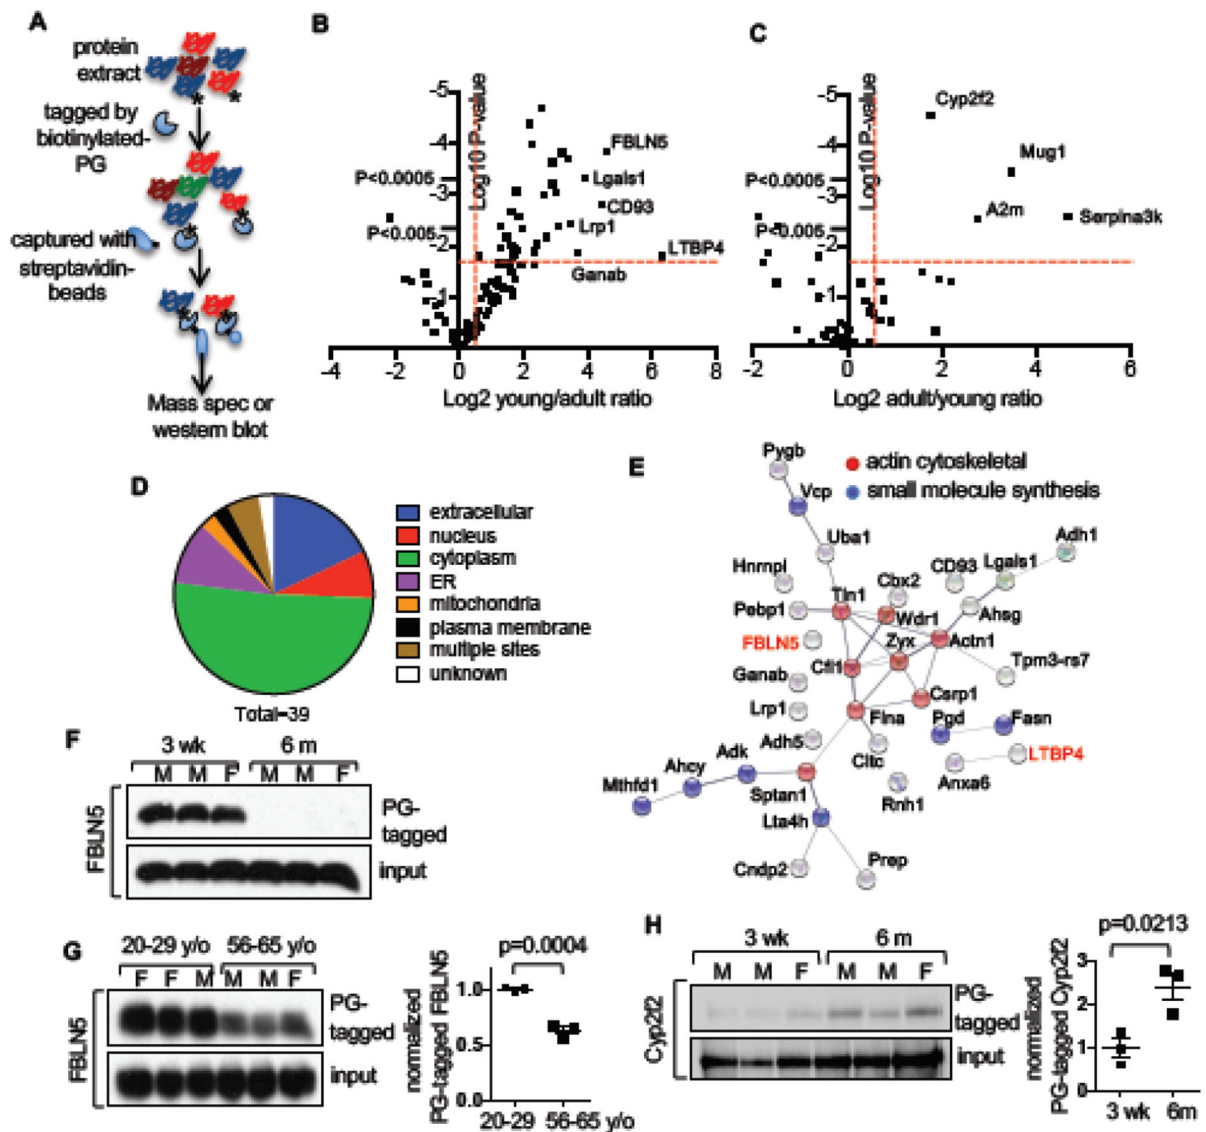 A
protein
extract
tagged by
biotinylated-
PG
captured with
streptavidin-
beads
Mass spec or
western blot
B
Log10 P-value
-5
-4
P<0.0005
-3
P<0.005
-2
-1
FBLN5
Lgals1
CD93
Lrp1
LTBP4
Ganab
-4 -2 0 2 4 6 8
Log2 young/adult ratio
C
Log10 P-value
-5
-4
P<0.0005
-3
P<0.005
-2
-1
Cyp2f2
Mug1
A2m
Serpina3k
-2 0 2 4 6
Log2 adult/young ratio
D
extracellular
nucleus
cytoplasm
ER
mitochondria
plasma membrane
multiple sites
unknown
Total=39
E
actin cytoskeletal
small molecule synthesis
Pygb
Vcp
Uba1
Adh1
Hnrnpl
CD93
Lgals1
Cbx2
Tln1
Pebp1
Wdr1
Ahsg
FBLN5
Zyx
Actn1
Cfl1
Tpm3-rs7
Ganab
Csrp1
Lrp1
Flna
Pgd
Fasn
Adh5
Cltc
LTBP4
Adk
Anxa6
Ahcy
Mthfd1
Sptan1
Rnh1
Lta4h
Cndp2
Prep
F
3 wk 6 m
M M F M M F
FBLN5
PG-
tagged
input
G
20-29 y/o 56-65 y/o
F F M M M F
FBLN5
PG-
tagged
input
p=0.0004
normalized
PG-tagged FBLN5
1.0
0.5
0.0
20-29 56-65 y/o
H
3 wk 6 m
M M F M M F
Cyp2f2
PG-
tagged
input
p=0.0213
normalized
PG-tagged Cyp2f2
3
2
1
0
3 wk 6m